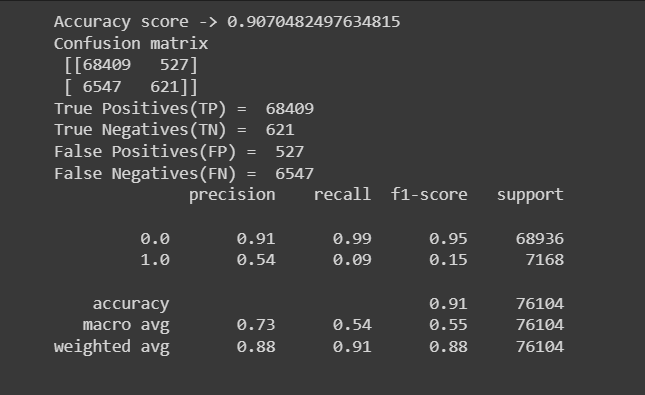 Accuracy score -> 0.9070482497634815
Confusion matrix
[[68409 527]
[ 6547 621]]
True Positives(TP) = 68409
True Negatives(TN) = 621
False Positives(FP) = 527
False Negatives(FN) = 6547
precision recall f1-score support
0.0 0.91 0.99 0.95 68936
1.0 0.54 0.09 0.15 7168
accuracy 0.91 76104
macro avg 0.73 0.54 0.55 76104
weighted avg 0.88 0.91 0.88 76104